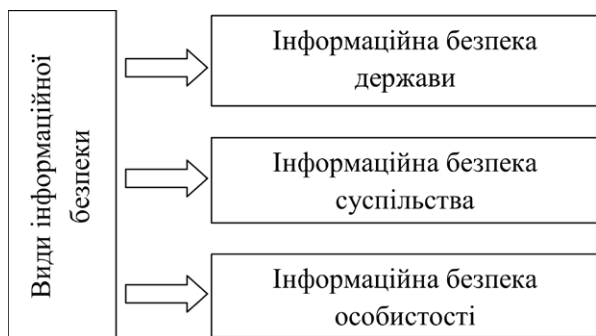 Види інформаційної
безпеки
Інформаційна безпека
держави
Інформаційна безпека
суспільства
Інформаційна безпека
особистості